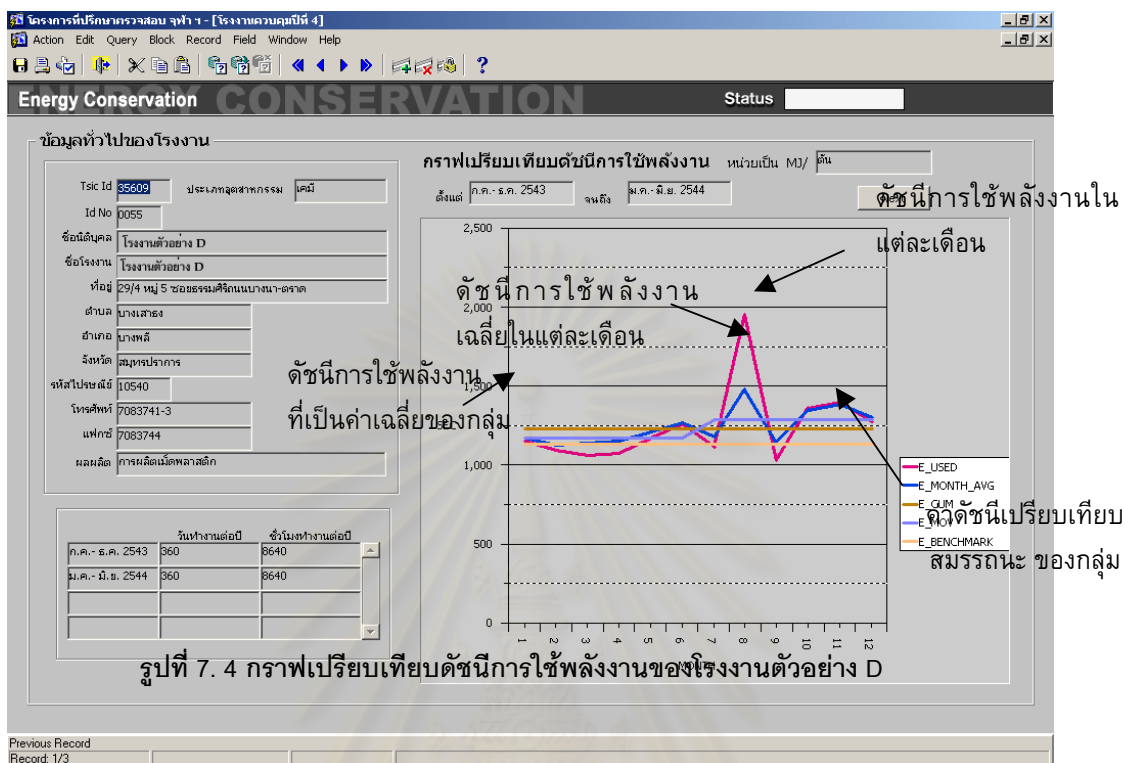 โครงการที่ปรึกษาตรวจสอบ จุฬา ฯ - [โรงงานควบคุมปีที่ 4]
Action Edit Query Block Record Field Window Help
ENERGY CONSERVATION
Energy Conservation
Status
ข้อมูลทั่วไปของโรงงาน
Tsic Id 35609 ประเภทอุตสาหกรรม เคมี
Id No 0055
ชื่อนิติบุคล โรงงานตัวอย่าง D
ชื่อโรงงาน โรงงานตัวอย่าง D
ที่อยู่ 29/4 หมู่ 5 ซอยธรรมศิริถนนบางนา-ตราด
ตำบล บางเสาธง
อำเภอ บางพลี
จังหวัด สมุทรปราการ
รหัสไปรษณีย์ 10540
โทรศัพท์ 7083741-3
แฟกซ์ 7083744
ผลผลิต การผลิตเม็ดพลาสติก
วันทำงานต่อปี ชั่วโมงทำงานต่อปี
ก.ค.- ธ.ค. 2543 360 8640
ม.ค.- มิ.ย. 2544 360 8640
กราฟเปรียบเทียบดัชนีการใช้พลังงาน หน่วยเป็น MJ/ ตัน
ตั้งแต่ ก.ค.- ธ.ค. 2543 จนถึง ม.ค.- มิ.ย. 2544
ดัชนีการใช้พลังงานใน
แต่ละเดือน
ดัชนีการใช้พลังงาน
เฉลี่ยในแต่ละเดือน
ดัชนีการใช้พลังงาน
ที่เป็นค่าเฉลี่ยของกลุ่ม
2,500
2,000
1,500
1,000
500
0
1 2 3 4 5 6 7 8 9 10 11 12
MONTH
E_USED
E_MONTH_AVG
E_CUM
E_MOV
E_BENCHMARK
ค่าดัชนีเปรียบเทียบ
สมรรถนะ ของกลุ่ม
รูปที่ 7. 4 กราฟเปรียบเทียบดัชนีการใช้พลังงานของโรงงานตัวอย่าง D
Previous Record
Record: 1/3